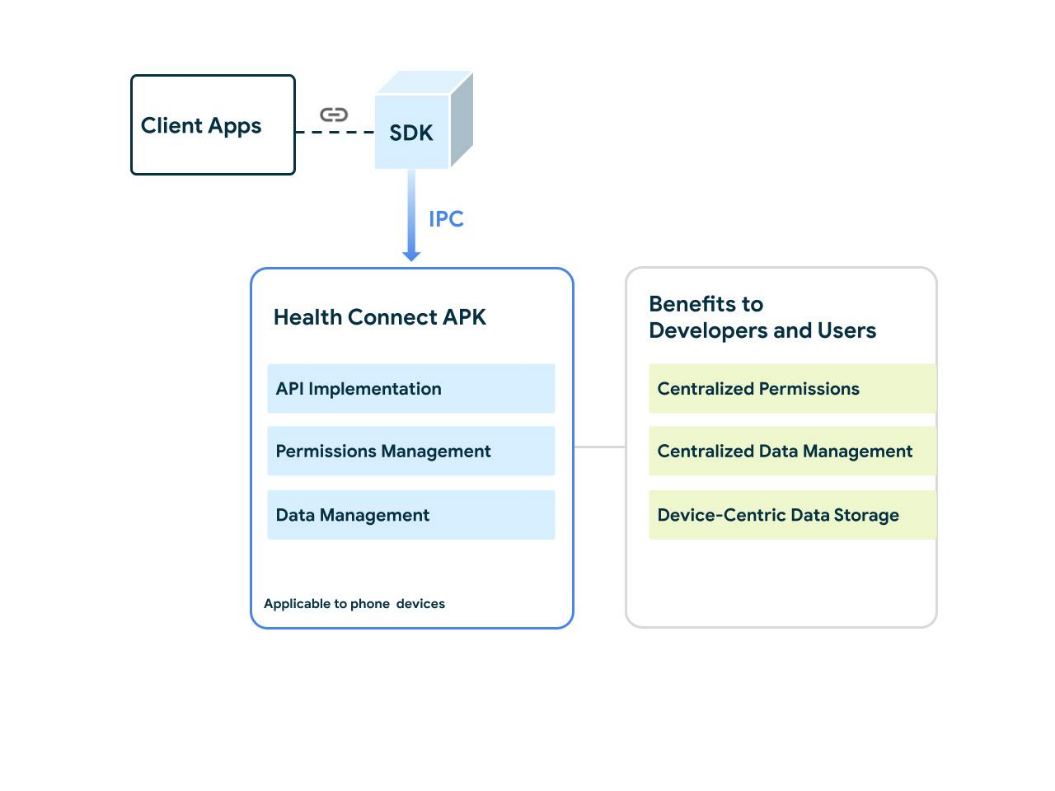 Client Apps
SDK
IPC
Health Connect APK
API Implementation
Permissions Management
Data Management
Applicable to phone devices
Benefits to
Developers and Users
Centralized Permissions
Centralized Data Management
Device-Centric Data Storage